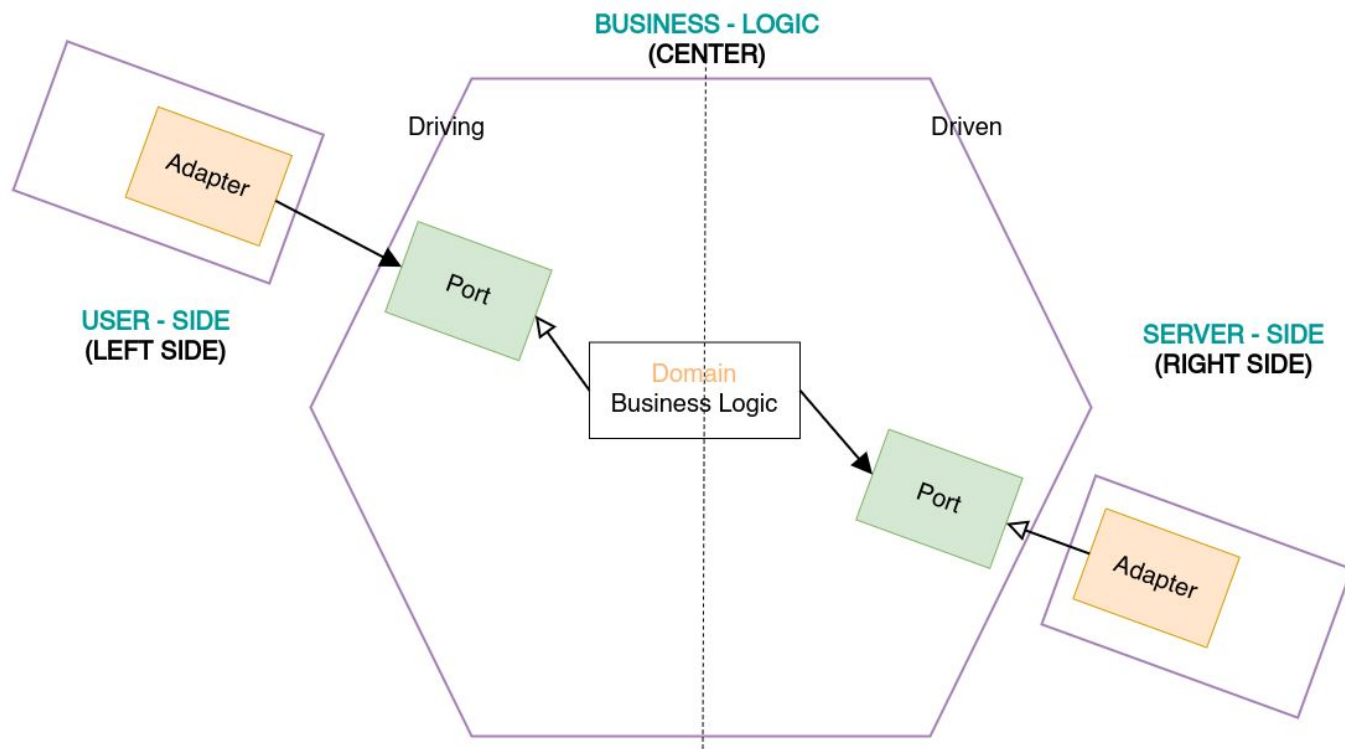 BUSINESS - LOGIC
(CENTER)
Driving
Driven
Adapter
Port
USER - SIDE
(LEFT SIDE)
SERVER - SIDE
(RIGHT SIDE)
Domain
Business Logic
Port
Adapter